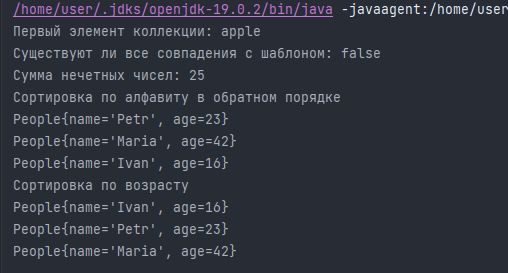 /home/user/.jdks/openjdk-19.0.2/bin/java -javaagent:/home/user
Первый элемент коллекции: apple
Существуют ли все совпадения с шаблоном: false
Сумма нечетных чисел: 25
Сортировка по алфавиту в обратном порядке
People{name='Petr', age=23}
People{name='Maria', age=42}
People{name='Ivan', age=16}
Сортировка по возрасту
People{name='Ivan', age=16}
People{name='Petr', age=23}
People{name='Maria', age=42}